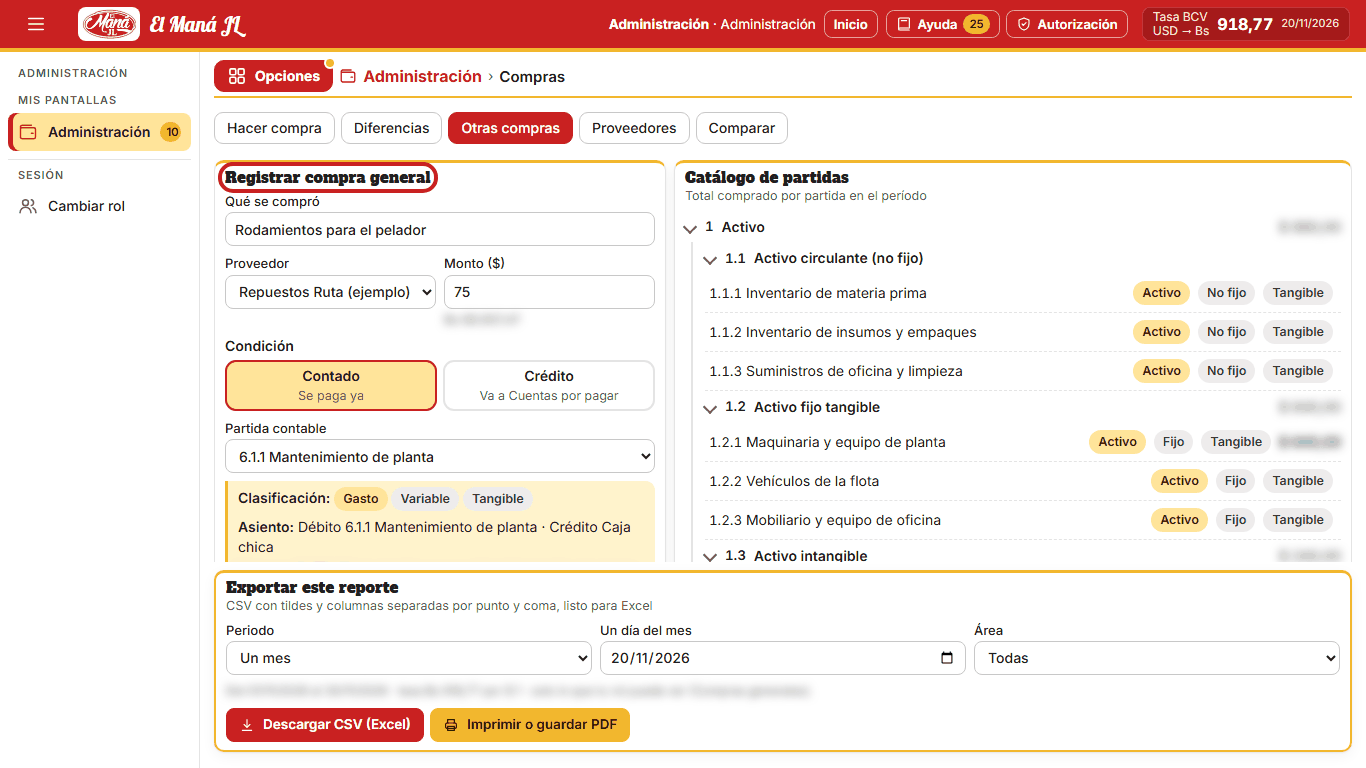 El Maná JL
El Maná JL
Administración · Administración
Inicio
Ayuda 25
Autorización
Tasa BCV
USD → Bs
918,77
20/11/2026
ADMINISTRACIÓN
MIS PANTALLAS
Administración 10
SESIÓN
Cambiar rol
Opciones
Administración › Compras
Hacer compra
Diferencias
Otras compras
Proveedores
Comparar
Registrar compra general
Qué se compró
Rodamientos para el pelador
Proveedor
Monto ($)
Repuestos Ruta (ejemplo)
75
Condición
Contado
Se paga ya
Crédito
Va a Cuentas por pagar
Partida contable
6.1.1 Mantenimiento de planta
Clasificación: Gasto Variable Tangible
Asiento: Débito 6.1.1 Mantenimiento de planta · Crédito Caja
chica
Catálogo de partidas
Total comprado por partida en el período
1 Activo
1.1 Activo circulante (no fijo)
1.1.1 Inventario de materia prima Activo No fijo Tangible
1.1.2 Inventario de insumos y empaques Activo No fijo Tangible
1.1.3 Suministros de oficina y limpieza Activo No fijo Tangible
1.2 Activo fijo tangible
1.2.1 Maquinaria y equipo de planta Activo Fijo Tangible
1.2.2 Vehículos de la flota Activo Fijo Tangible
1.2.3 Mobiliario y equipo de oficina Activo Fijo Tangible
1.3 Activo intangible
Exportar este reporte
CSV con tildes y columnas separadas por punto y coma, listo para Excel
Periodo
Un día del mes
Área
Un mes
20/11/2026
Todas
Descargar CSV (Excel)
Imprimir o guardar PDF